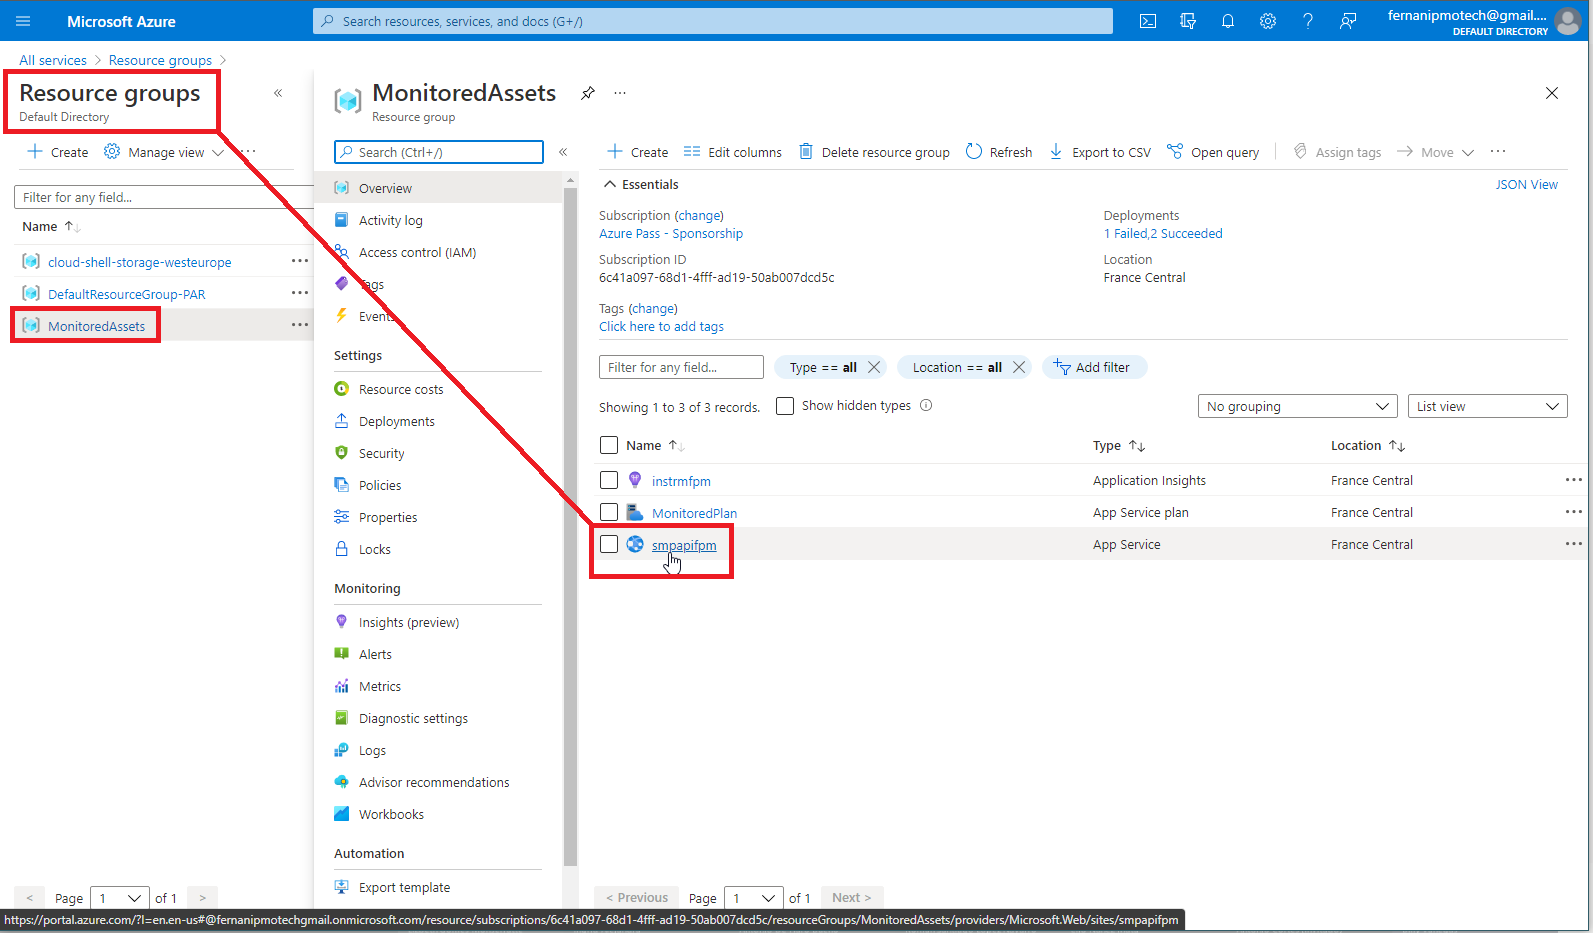 Microsoft Azure
Search resources, services, and docs (G+/)
fernanipmotech@gmail....
DEFAULT DIRECTORY
All services > Resource groups >
Resource groups
Default Directory
Create
Manage view
Filter for any field...
Name
cloud-shell-storage-westeurope
DefaultResourceGroup-PAR
MonitoredAssets
< Page 1 of 1 >
MonitoredAssets
Resource group
Search (Ctrl+/)
Overview
Activity log
Access control (IAM)
Tags
Events
Settings
Resource costs
Deployments
Security
Policies
Properties
Locks
Monitoring
Insights (preview)
Alerts
Metrics
Diagnostic settings
Logs
Advisor recommendations
Workbooks
Automation
Export template
Create Edit columns Delete resource group Refresh Export to CSV Open query Assign tags Move
Essentials
JSON View
Subscription (change)
Azure Pass - Sponsorship
Subscription ID
6c41a097-68d1-4fff-ad19-50ab007dcd5c
Tags (change)
Click here to add tags
Deployments
1 Failed,2 Succeeded
Location
France Central
Filter for any field...
Type == all
Location == all
Add filter
Showing 1 to 3 of 3 records.
Show hidden types
No grouping
List view
Name Type Location
instrmfpm Application Insights France Central
MonitoredPlan App Service plan France Central
smpapifpm App Service France Central
< Previous Page 1 of 1 Next >
https://portal.azure.com/?l=en.en-us#@fernanipmotechgmail.onmicrosoft.com/resource/subscriptions/6c41a097-68d1-4fff-ad19-50ab007dcd5c/resourceGroups/MonitoredAssets/providers/Microsoft.Web/sites/smpapifpm